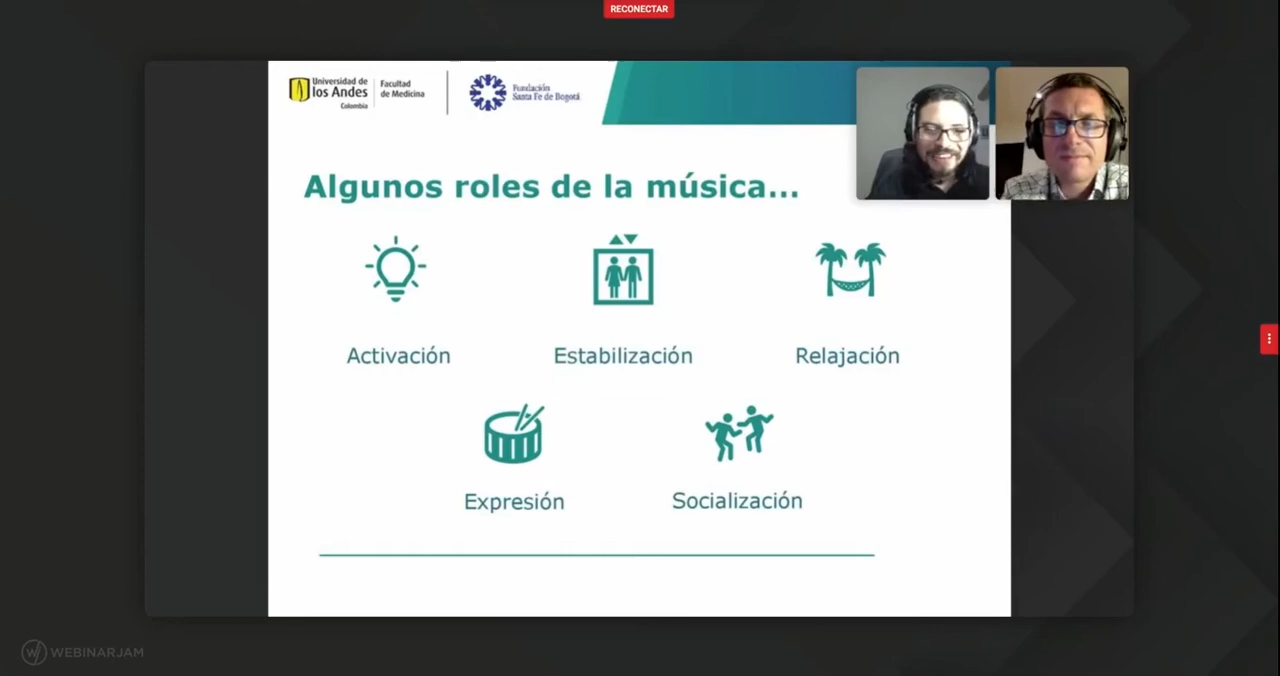 RECONECTAR
Universidad de
los Andes
Colombia
Facultad
de Medicina
Fundación
Santa Fe de Bogotá
Algunos roles de la música...
Activación
Estabilización
Relajación
Expresión
Socialización
WEBINARJAM